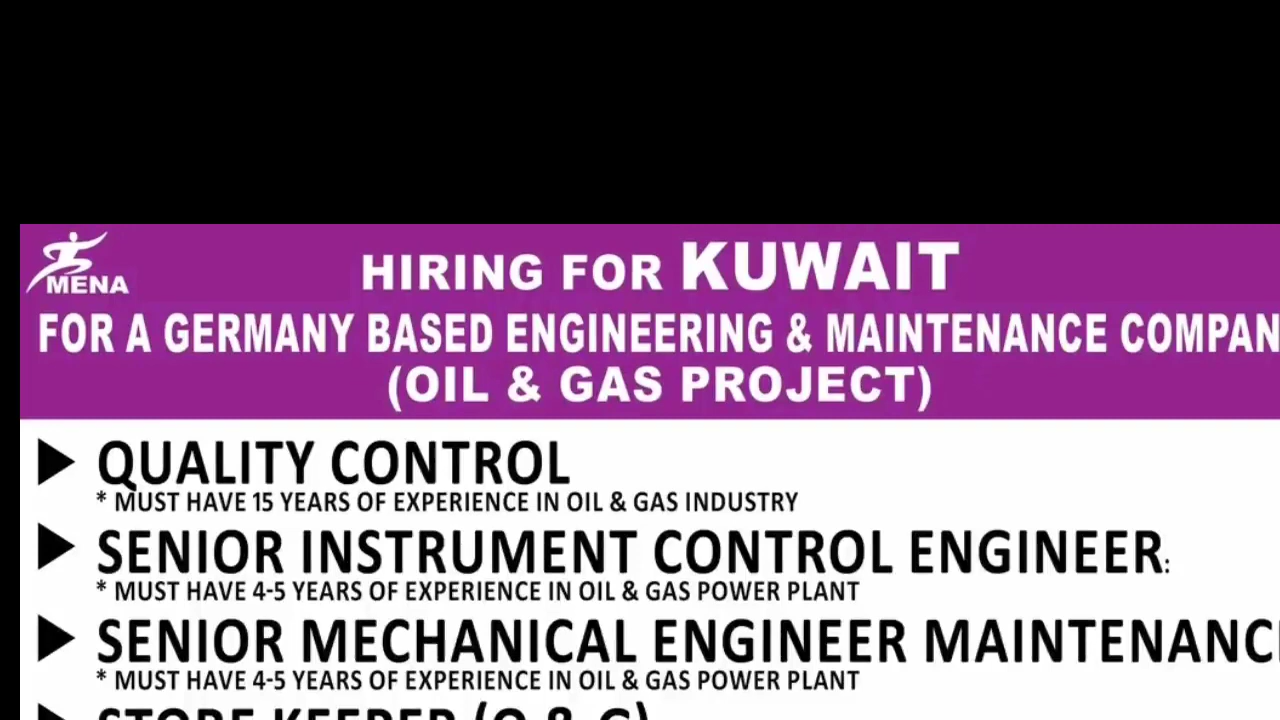 MENA
HIRING FOR KUWAIT
FOR A GERMANY BASED ENGINEERING & MAINTENANCE COMPAN
(OIL & GAS PROJECT)
QUALITY CONTROL
* MUST HAVE 15 YEARS OF EXPERIENCE IN OIL & GAS INDUSTRY
SENIOR INSTRUMENT CONTROL ENGINEER:
* MUST HAVE 4-5 YEARS OF EXPERIENCE IN OIL & GAS POWER PLANT
SENIOR MECHANICAL ENGINEER MAINTENANC
* MUST HAVE 4-5 YEARS OF EXPERIENCE IN OIL & GAS POWER PLANT
STORE KEEPER (O & G)